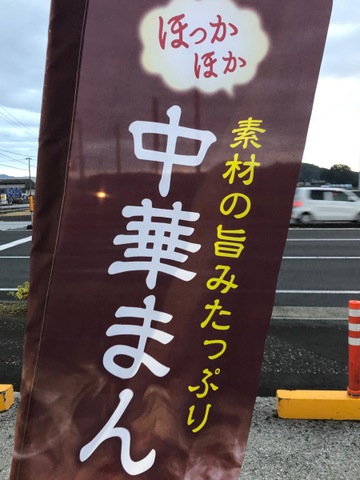 ほっか
ほか
素材の旨みたっぷり
中華まん